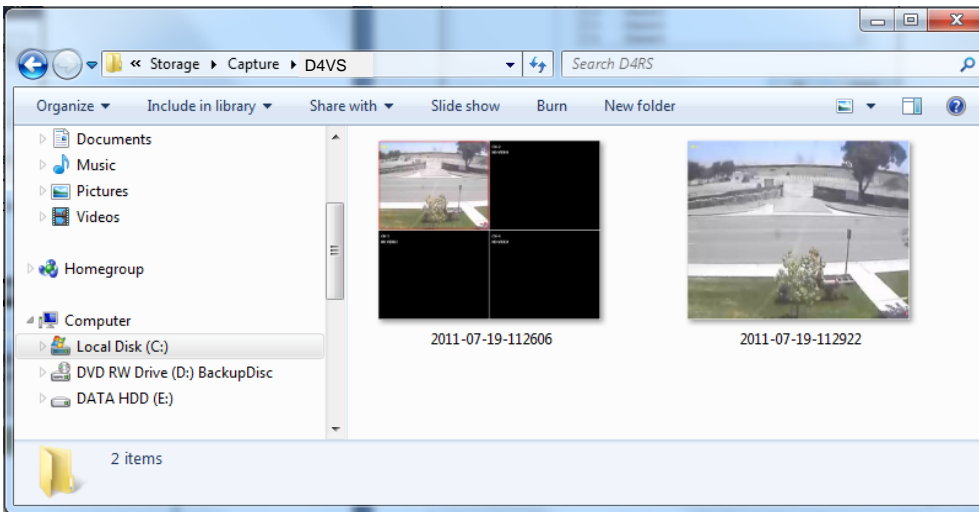 « Storage ▸ Capture ▸ D4VS
Search D4RS
Organize Include in library Share with Slide show Burn New folder
Documents
Music
Pictures
Videos
Homegroup
Computer
Local Disk (C:)
DVD RW Drive (D:) BackupDisc
DATA HDD (E:)
2011-07-19-112606
2011-07-19-112922
2 items